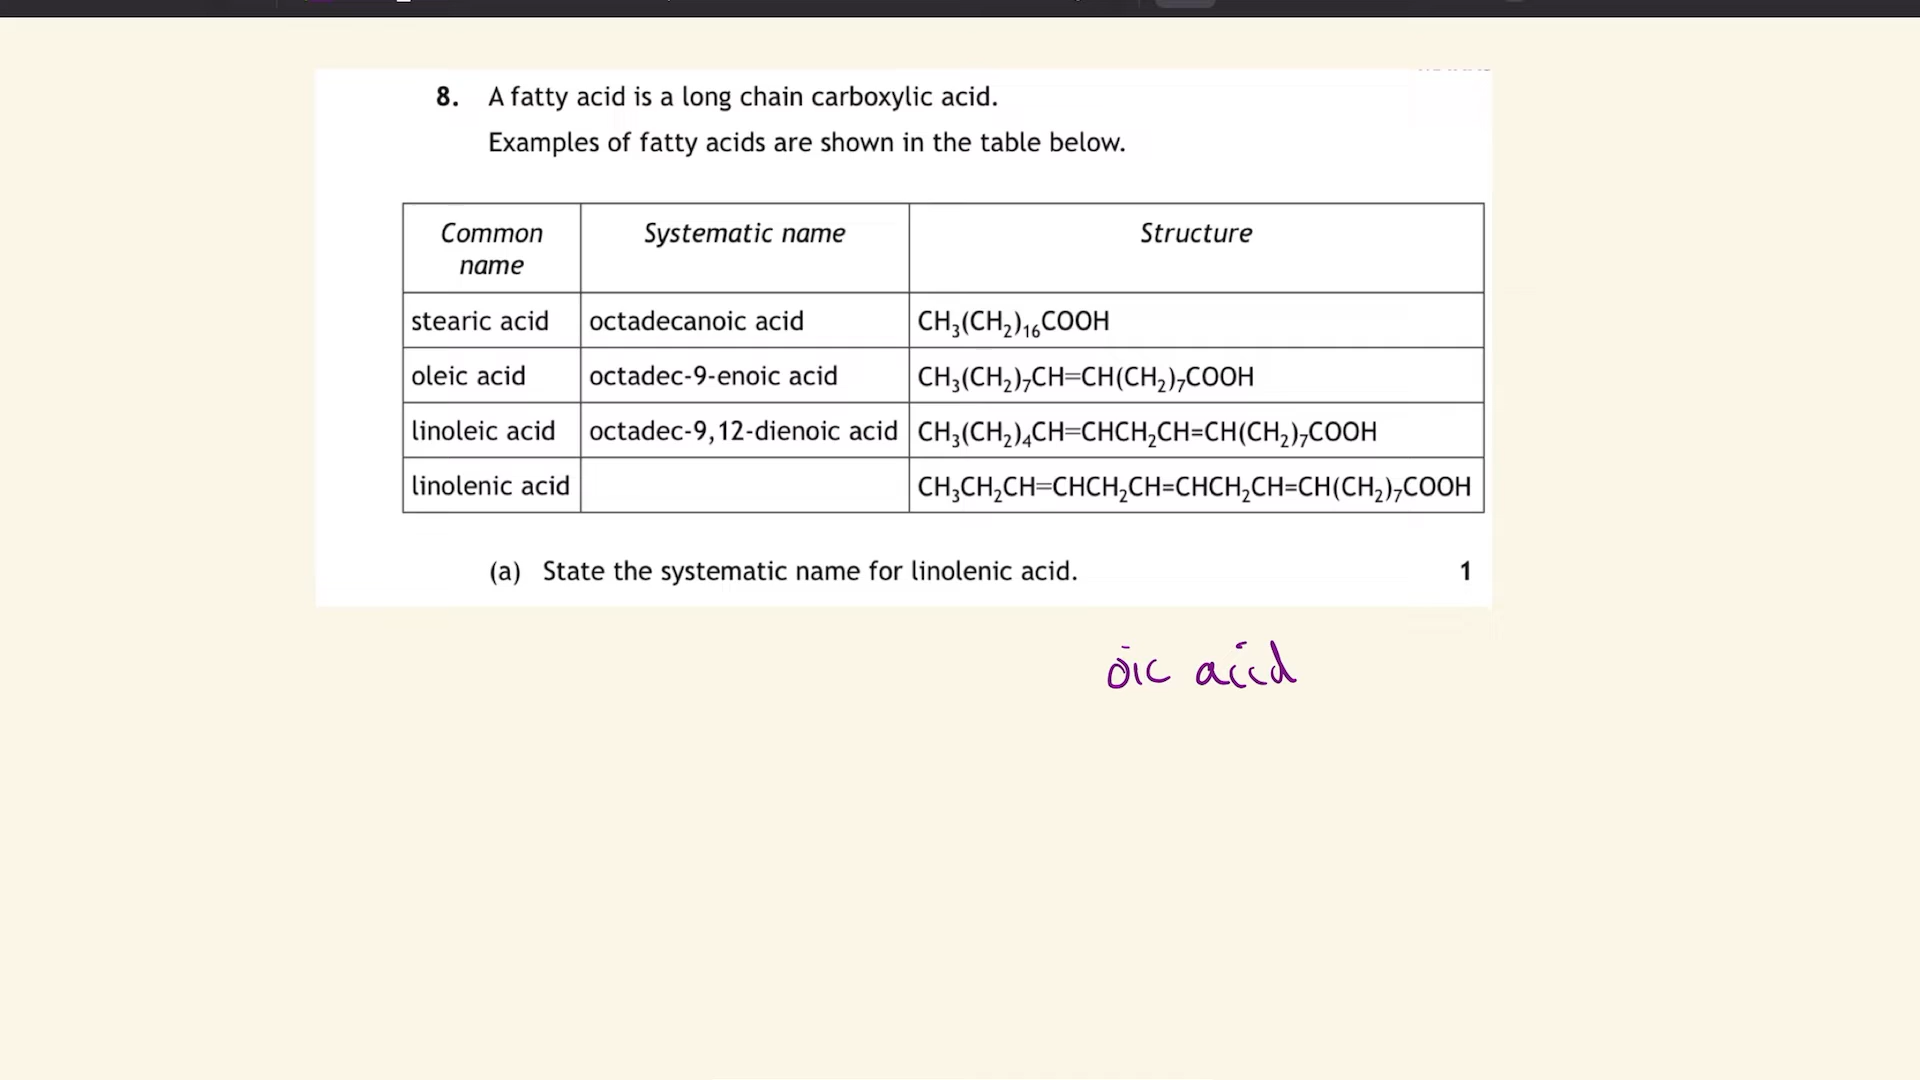 8. A fatty acid is a long chain carboxylic acid.
Examples of fatty acids are shown in the table below.
Common name Systematic name Structure
stearic acid octadecanoic acid CH₃(CH₂)₁₆COOH
oleic acid octadec-9-enoic acid CH₃(CH₂)₇CH=CH(CH₂)₇COOH
linoleic acid octadec-9,12-dienoic acid CH₃(CH₂)₄CH=CHCH₂CH=CH(CH₂)₇COOH
linolenic acid CH₃CH₂CH=CHCH₂CH=CHCH₂CH=CH(CH₂)₇COOH
(a) State the systematic name for linolenic acid. 1
oic acid